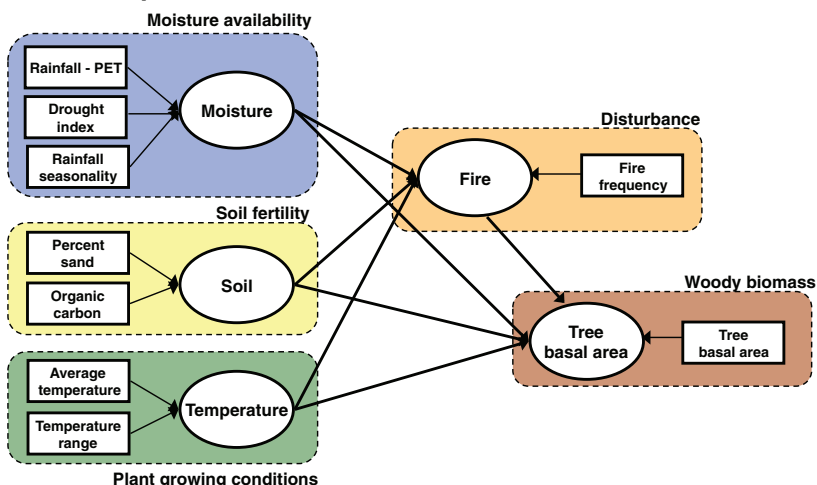 Moisture availability
Rainfall - PET
Drought
index
Rainfall
seasonality
Moisture
Disturbance
Fire
Fire
frequency
Soil fertility
Percent
sand
Organic
carbon
Soil
Woody biomass
Tree
basal area
Tree
basal area
Average
temperature
Temperature
range
Temperature
Plant growing conditions